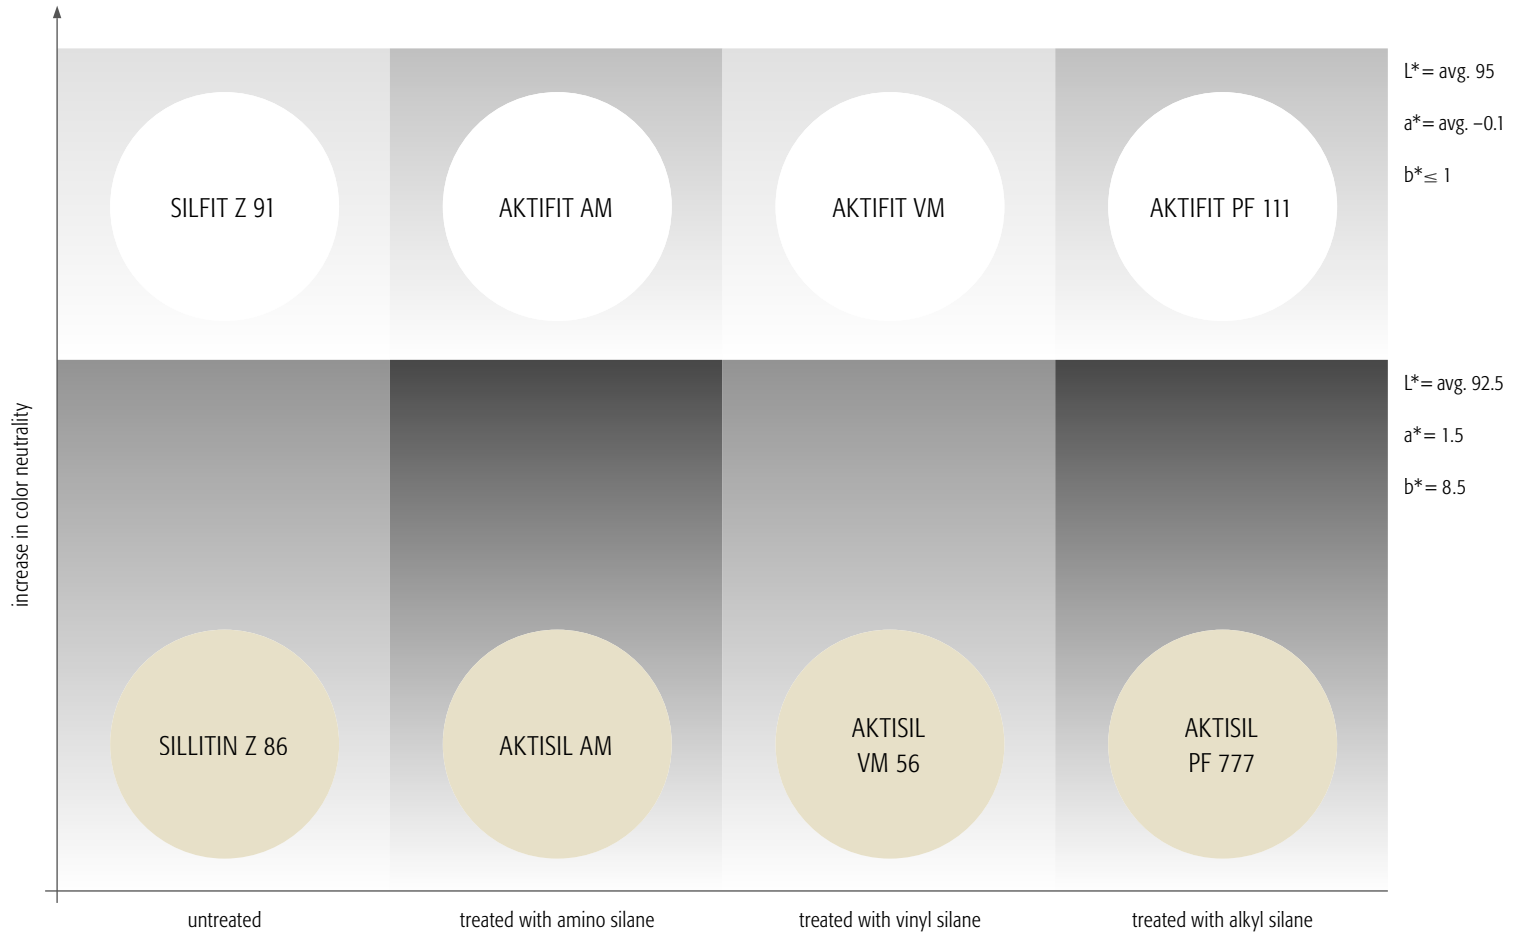 SILFIT Z 91
AKTIFIT AM
AKTIFIT VM
AKTIFIT PF 111
L* = avg. 95
a* = avg. –0.1
b* ≤ 1
increase in color neutrality
L* = avg. 92.5
a* = 1.5
b* = 8.5
SILLITIN Z 86
AKTISIL AM
AKTISIL
VM 56
AKTISIL
PF 777
untreated
treated with amino silane
treated with vinyl silane
treated with alkyl silane